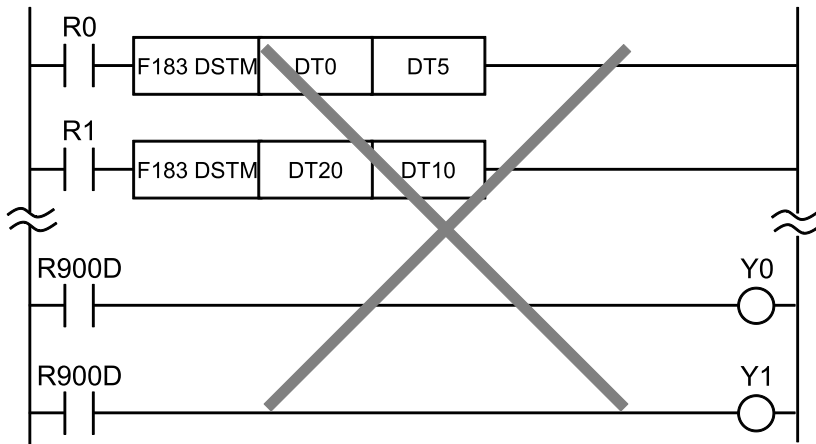 R0
F183 DSTM DT0 DT5
R1
F183 DSTM DT20 DT10
R900D Y0
R900D Y1